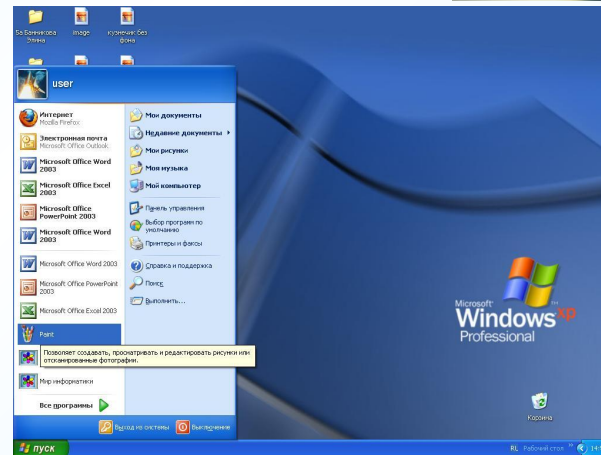 5а Банникова
Элина
image
кузнечик без
фона
user
Интернет
Mozilla Firefox
Электронная почта
Microsoft Office Outlook
Microsoft Office Word
2003
Microsoft Office Excel
2003
Microsoft Office
PowerPoint 2003
Microsoft Office Word
2003
Microsoft Office Word 2003
Microsoft Office PowerPoint
2003
Microsoft Office Excel 2003
Paint
Позволяет создавать, просматривать и редактировать рисунки или
отсканированные фотографии.
Мир информатики
Все программы
Мои документы
Недавние документы
Мои рисунки
Моя музыка
Мой компьютер
Панель управления
Выбор программ по
умолчанию
Принтеры и факсы
Справка и поддержка
Поиск
Выполнить...
Выход из системы
Выключение
Microsoft
Windows xp
Professional
Корзина
пуск
RU
Рабочий стол